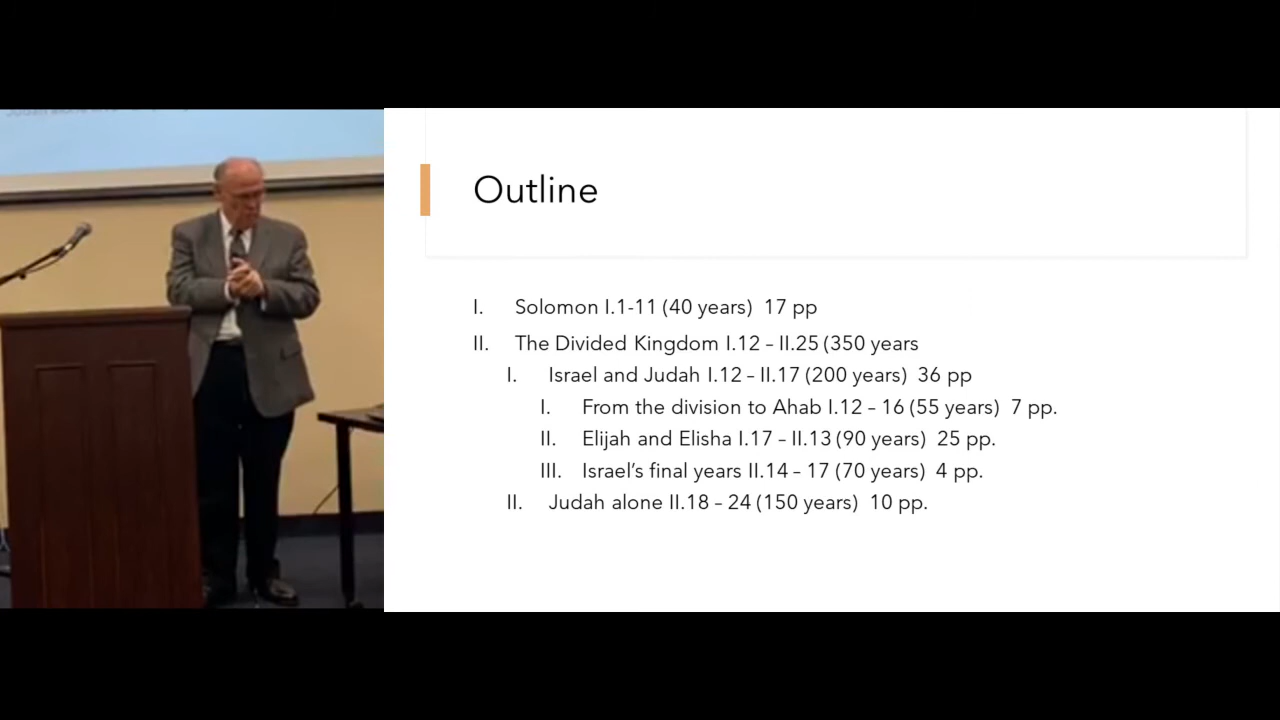 Outline
I. Solomon I.1-11 (40 years) 17 pp
II. The Divided Kingdom I.12 – II.25 (350 years
I. Israel and Judah I.12 – II.17 (200 years) 36 pp
I. From the division to Ahab I.12 – 16 (55 years) 7 pp.
II. Elijah and Elisha I.17 – II.13 (90 years) 25 pp.
III. Israel’s final years II.14 – 17 (70 years) 4 pp.
II. Judah alone II.18 – 24 (150 years) 10 pp.